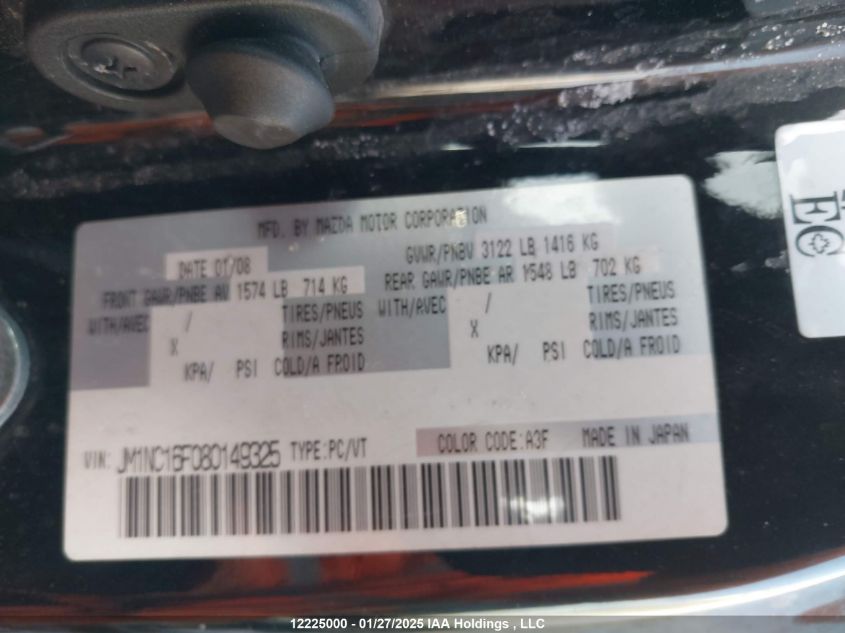 MFD. BY MAZDA MOTOR CORPORATION
DATE 01/08 GVWR/PNBV 3122 LB 1416 KG
FRONT GAWR/PNBE AV 1574 LB 714 KG REAR GAWR/PNBE AR 1548 LB 702 KG
WITH/AVEC / TIRES/PNEUS WITH/AVEC / TIRES/PNEUS
X RIMS/JANTES X RIMS/JANTES
KPA/ PSI COLD/A FROID KPA/ PSI COLD/A FROID
VIN: JM1NC16F080149325 TYPE:PC/VT COLOR CODE:A3F MADE IN JAPAN
EC
12225000 - 01/27/2025 IAA Holdings , LLC